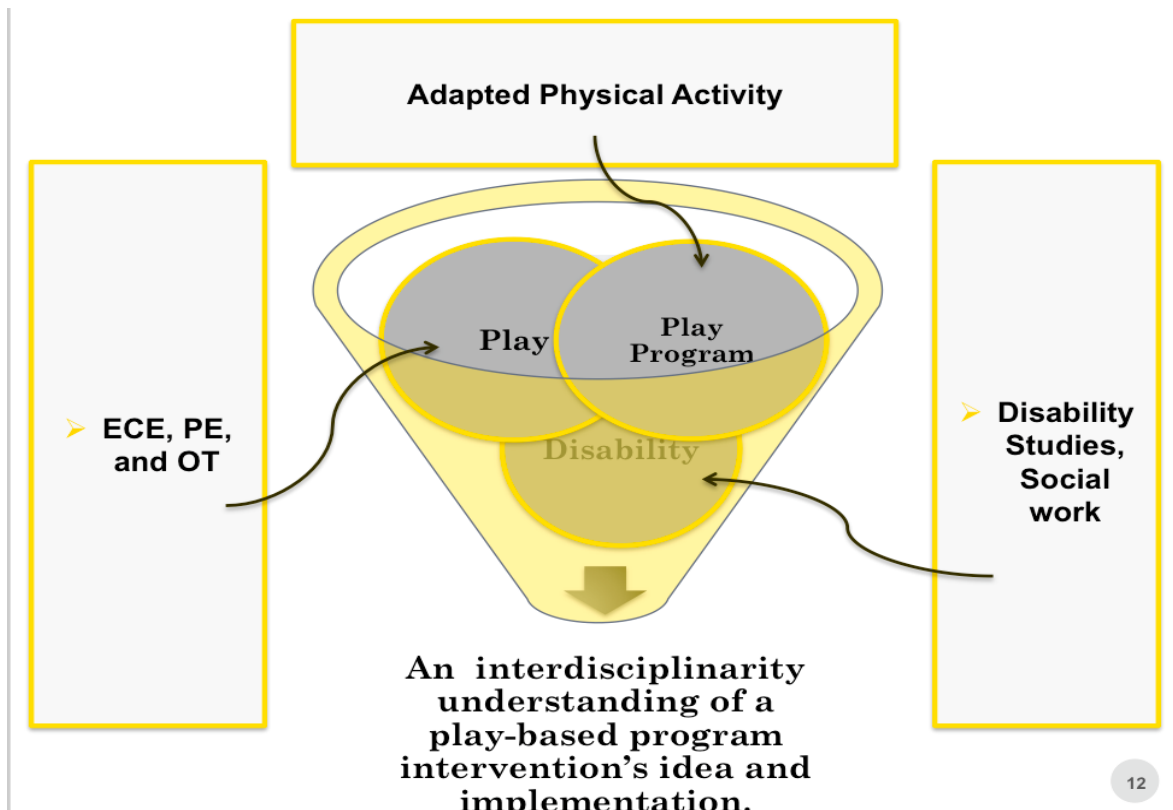 Adapted Physical Activity
ECE, PE,
and OT
Play
Play
Program
Disability
Disability
Studies,
Social
work
An interdisciplinarity
understanding of a
play-based program
intervention's idea and
implementation.
12